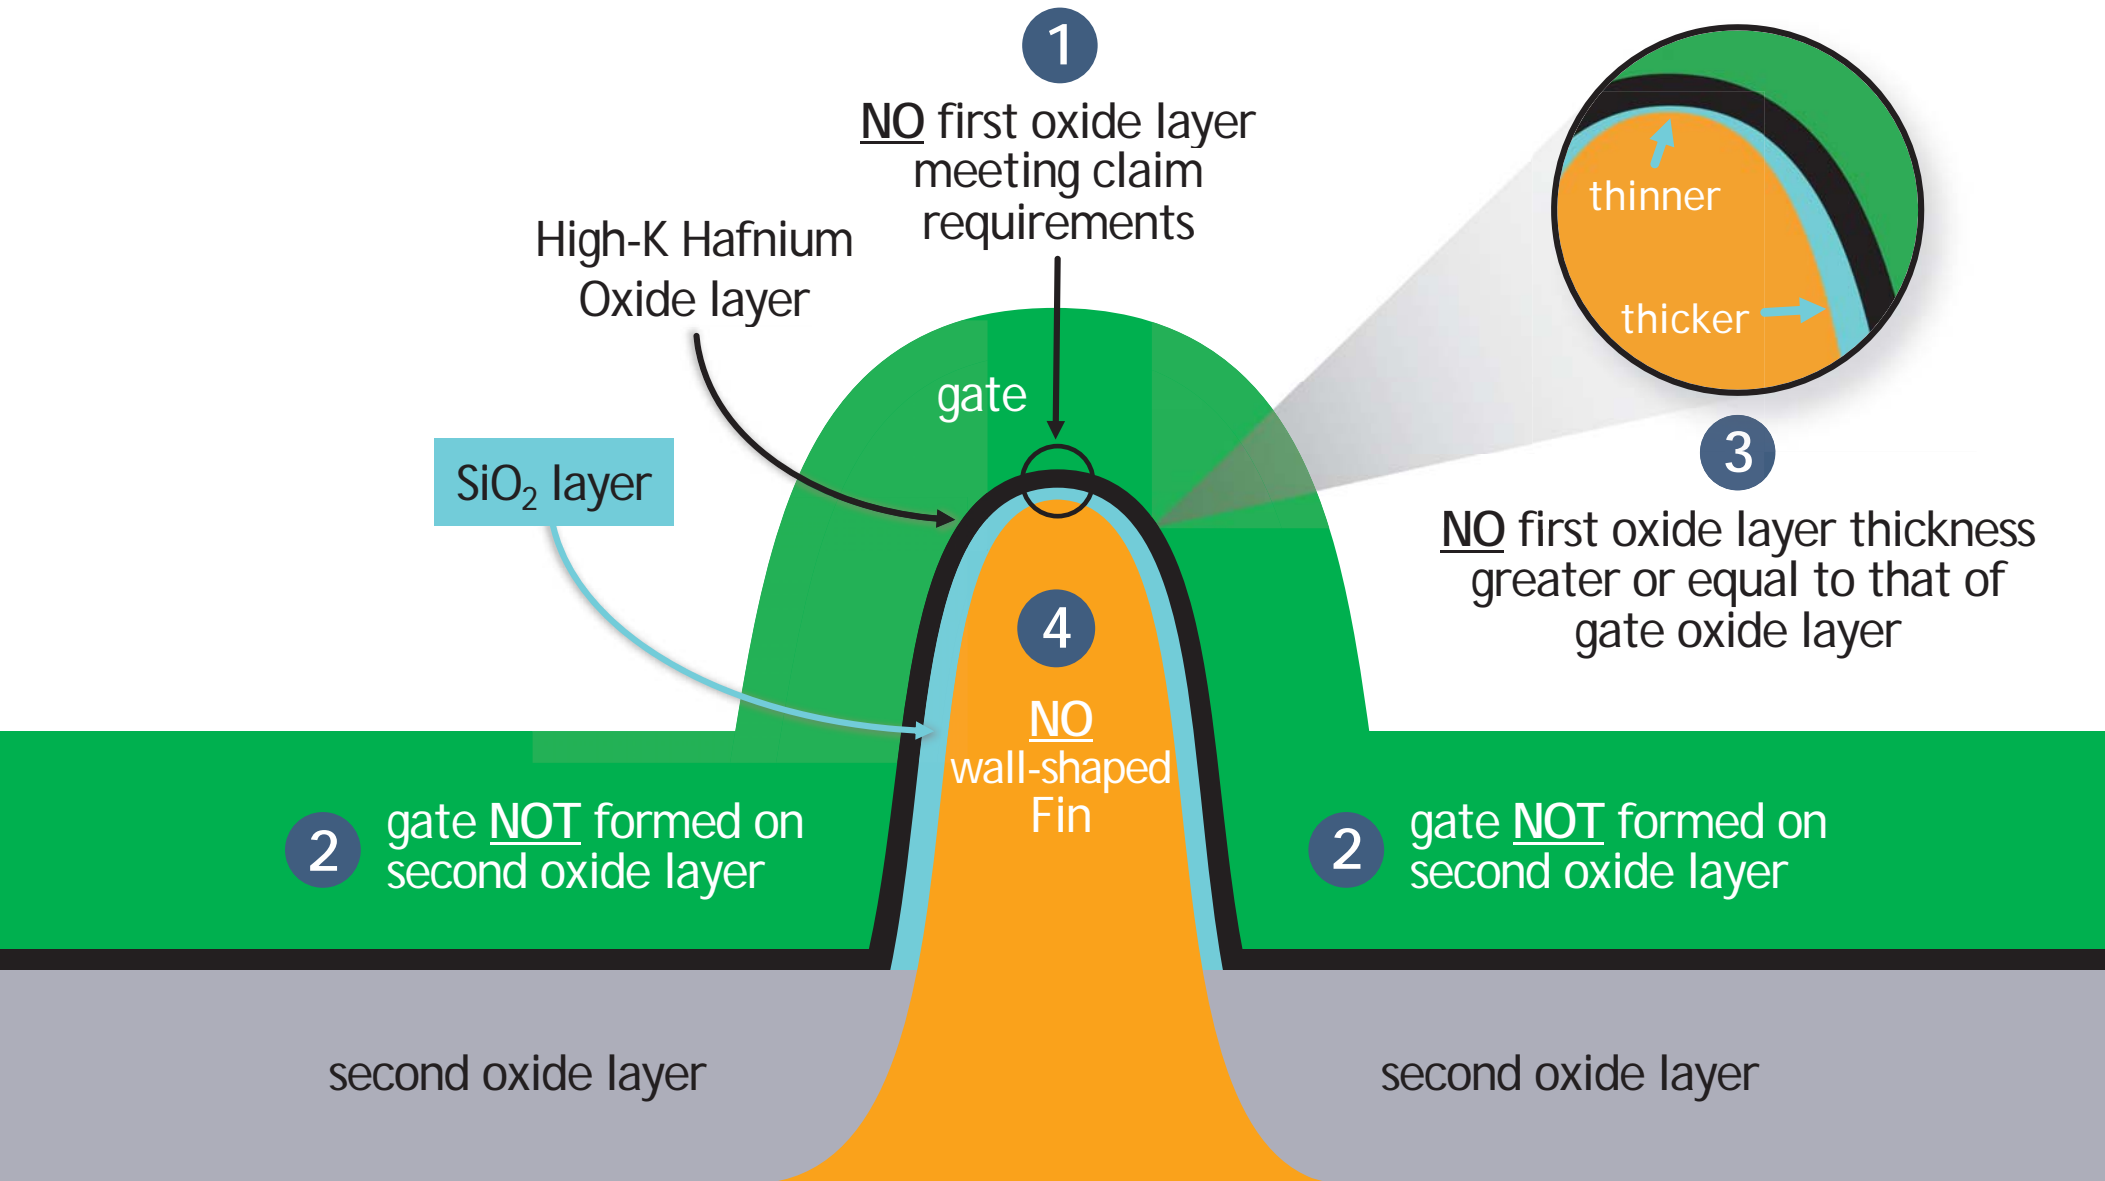 1
NO first oxide layer
meeting claim
requirements
High-K Hafnium
Oxide layer
gate
SiO₂ layer
thinner
thicker
3
NO first oxide layer thickness
greater or equal to that of
gate oxide layer
4
NO
wall-shaped
Fin
2
gate NOT formed on
second oxide layer
2
gate NOT formed on
second oxide layer
second oxide layer
second oxide layer